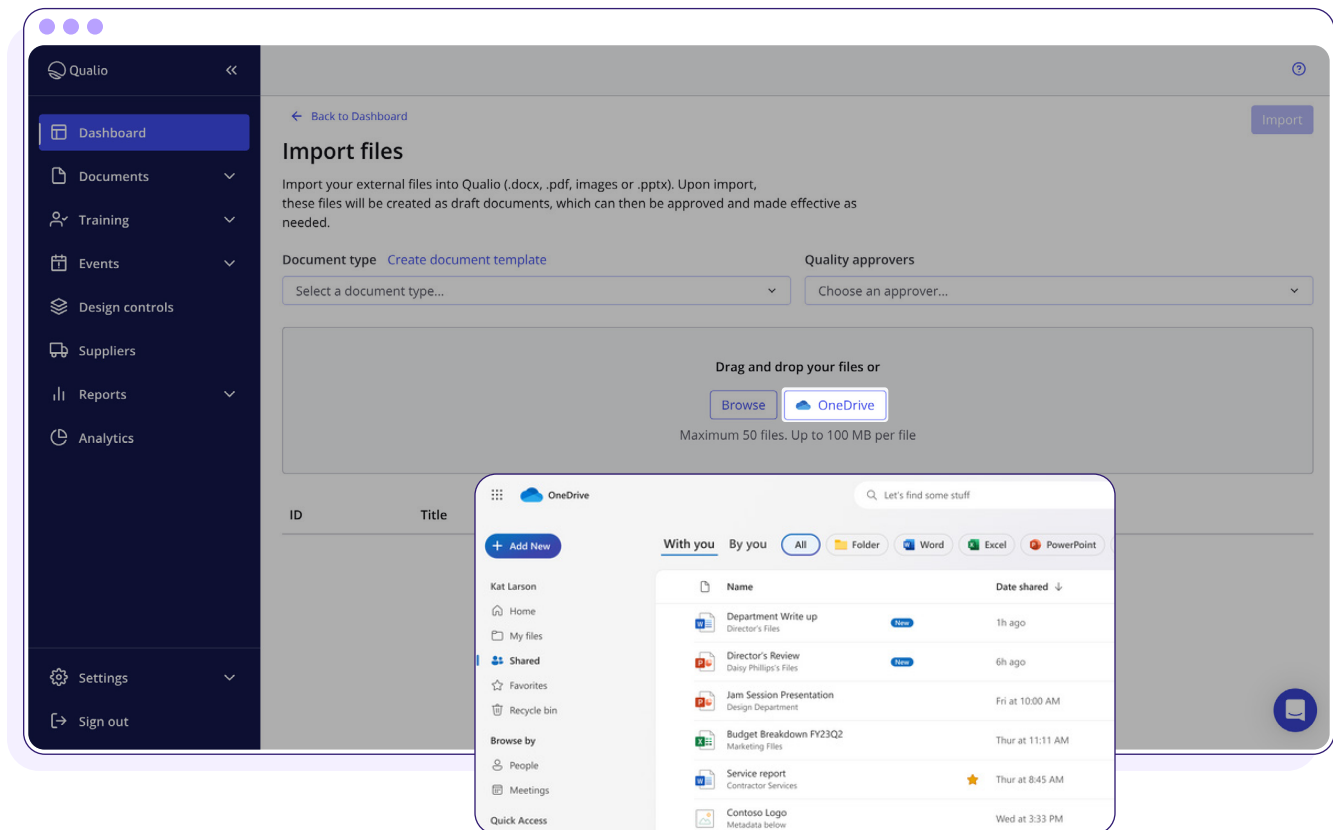 Qualio
Dashboard
Documents
Training
Events
Design controls
Suppliers
Reports
Analytics
Settings
Sign out
Back to Dashboard
Import
Import files
Import your external files into Qualio (.docx, .pdf, images or .pptx). Upon import,
these files will be created as draft documents, which can then be approved and made effective as
needed.
Document type Create document template
Select a document type...
Quality approvers
Choose an approver...
Drag and drop your files or
Browse OneDrive
Maximum 50 files. Up to 100 MB per file
ID Title
OneDrive
Let's find some stuff
+ Add New
Kat Larson
Home
My files
Shared
Favorites
Recycle bin
Browse by
People
Meetings
Quick Access
With you By you All Folder Word Excel PowerPoint
Name Date shared
Department Write up New 1h ago
Director's Files
Director's Review New 6h ago
Daisy Phillips's Files
Jam Session Presentation Fri at 10:00 AM
Design Department
Budget Breakdown FY23Q2 Thur at 11:11 AM
Marketing Files
Service report Thur at 8:45 AM
Contractor Services
Contoso Logo Wed at 3:33 PM
Metadata below